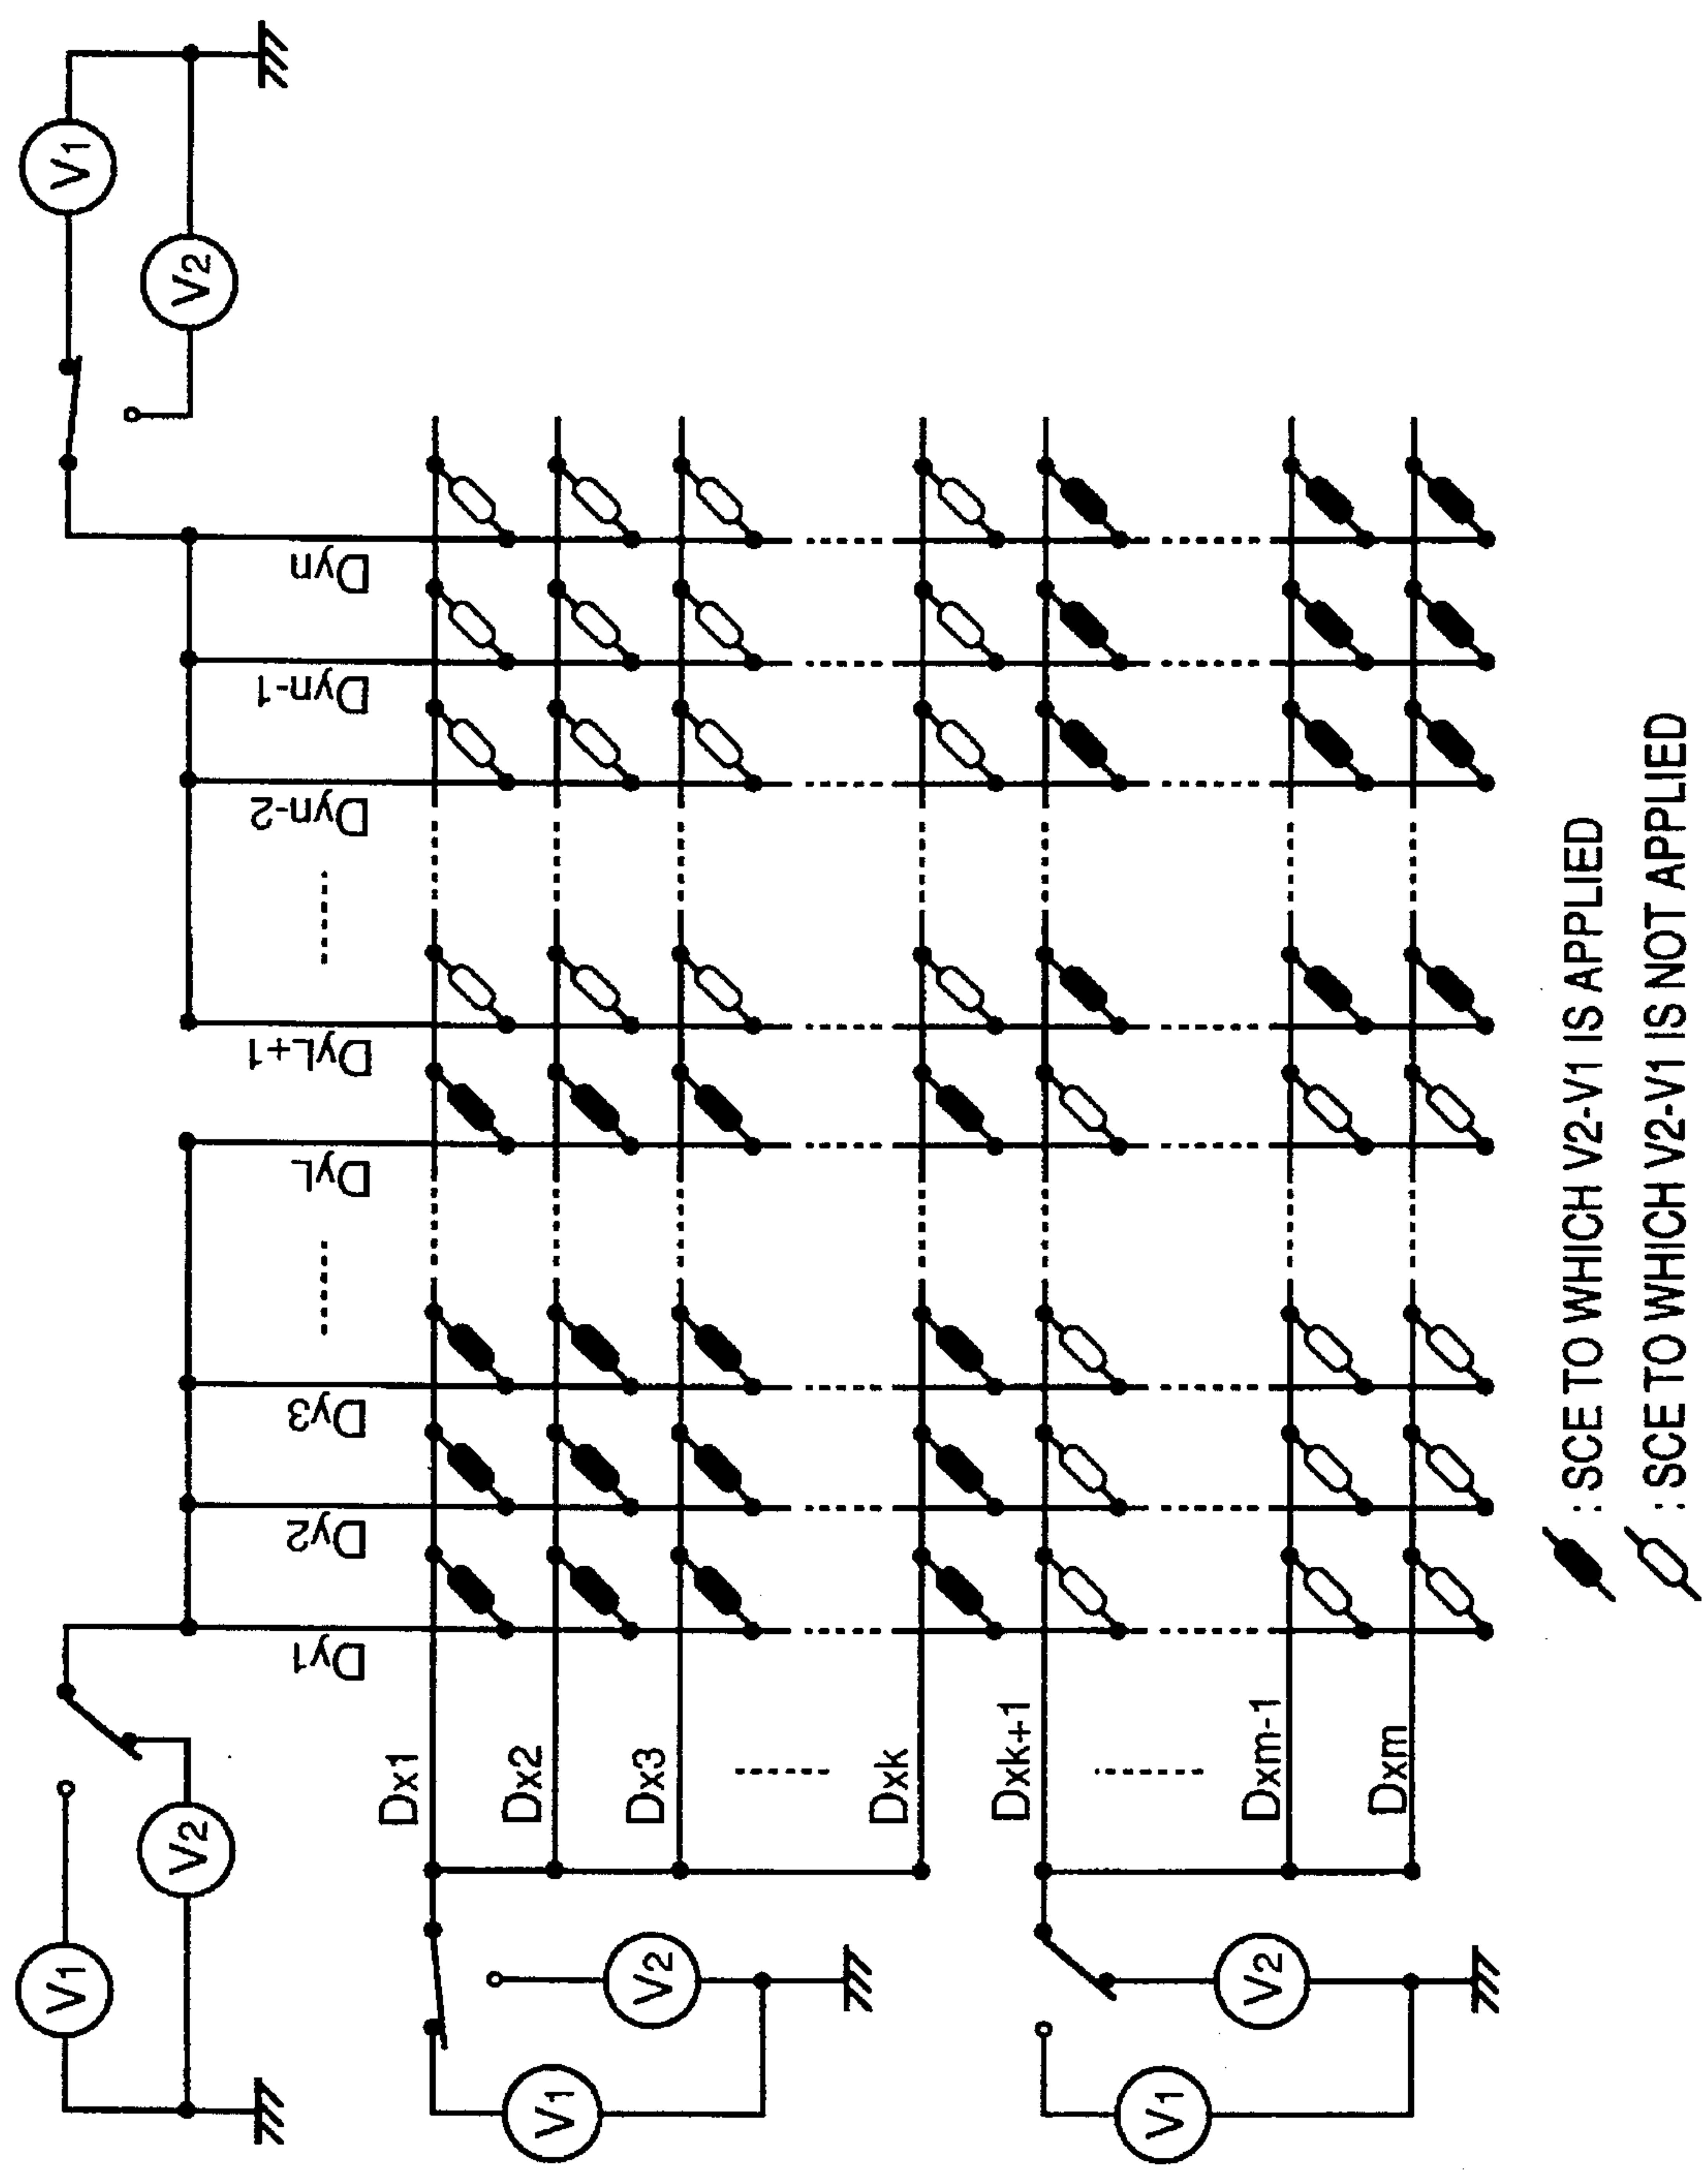 V1
V2
V1
V2
Dyn
Dyn-1
Dyn-2
DyL+1
DyL
Dy3
Dy2
Dy1
Dx1
Dx2
Dx3
Dxk
Dxk+1
Dxm-1
Dxm
V1
V2
V1
V2
: SCE TO WHICH V2-V1 IS APPLIED
: SCE TO WHICH V2-V1 IS NOT APPLIED